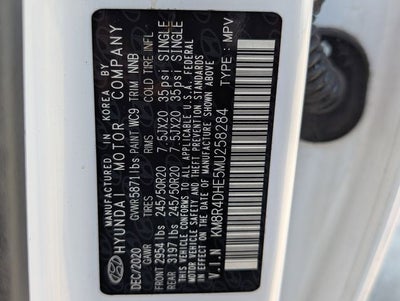 MANUFACTURED IN KOREA BY
HYUNDAI MOTOR COMPANY
DEC/2020 GVWR 5871 lbs PAINT WC9 TRIM NNB
GAWR TIRES RIMS COLD TIRE INFL
FRONT 2954 lbs 245/50R20 7.5JX20 35psi SINGLE
REAR 3197 lbs 245/50R20 7.5JX20 35psi SINGLE
THIS VEHICLE CONFORMS TO ALL APPLICABLE U.S.A. FEDERAL
MOTOR VEHICLE SAFETY AND BUMPER STANDARDS
IN EFFECT ON THE DATE OF MANUFACTURE SHOWN ABOVE
V.I.N : KM8R4DHE5MU258284 TYPE : MPV